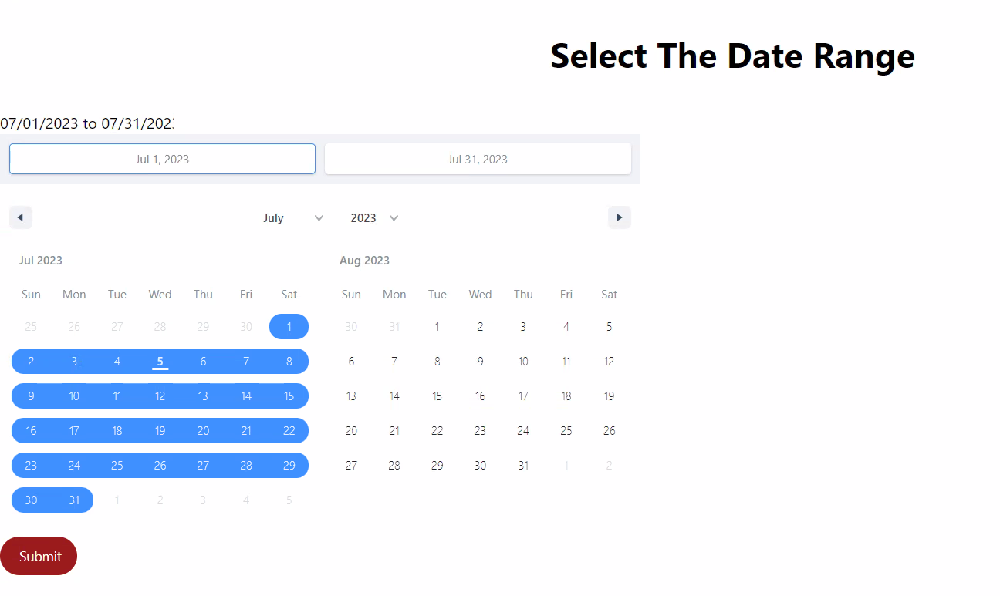 Select The Date Range
07/01/2023 to 07/31/2023
Jul 1, 2023 Jul 31, 2023
July 2023
Jul 2023 Aug 2023
Sun Mon Tue Wed Thu Fri Sat Sun Mon Tue Wed Thu Fri Sat
25 26 27 28 29 30 1 30 31 1 2 3 4 5
2 3 4 5 6 7 8 6 7 8 9 10 11 12
9 10 11 12 13 14 15 13 14 15 16 17 18 19
16 17 18 19 20 21 22 20 21 22 23 24 25 26
23 24 25 26 27 28 29 27 28 29 30 31 1 2
30 31 1 2 3 4 5
Submit